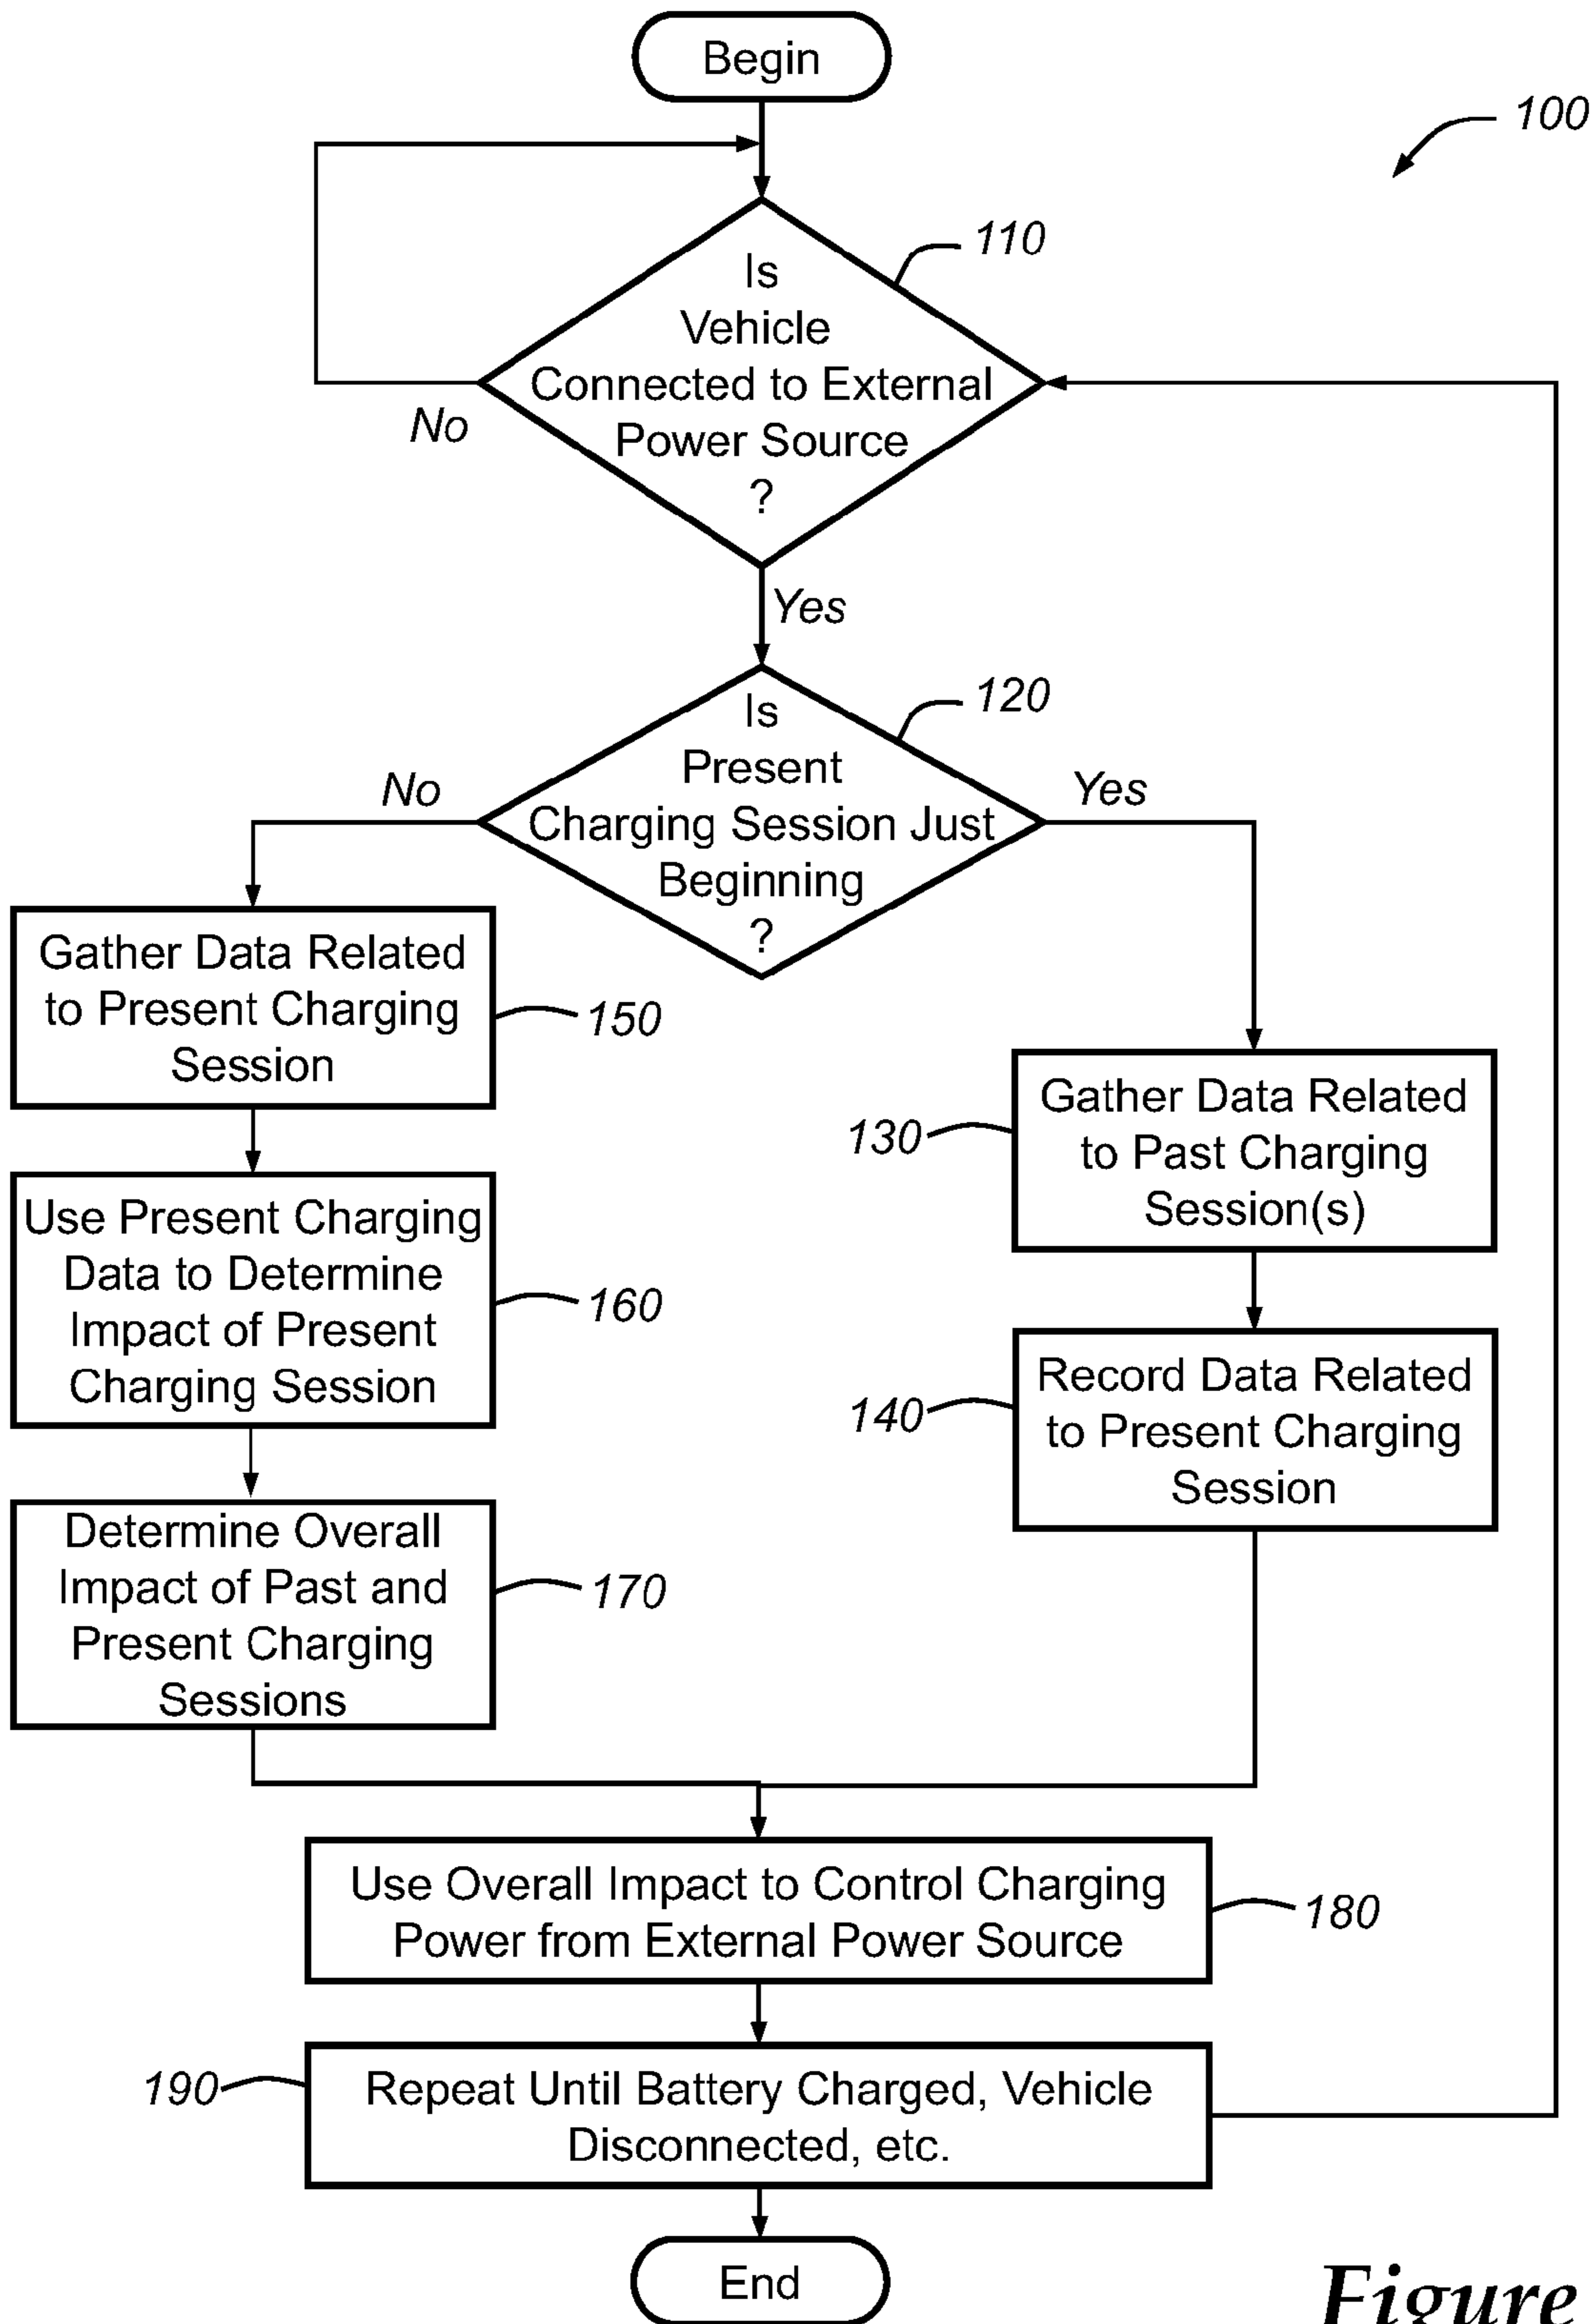 Begin
100
Is
Vehicle
Connected to External
Power Source
?
110
No
Yes
Is
Present
Charging Session Just
Beginning
?
120
No
Yes
Gather Data Related
to Present Charging
Session
150
Gather Data Related
to Past Charging
Session(s)
130
Use Present Charging
Data to Determine
Impact of Present
Charging Session
160
Record Data Related
to Present Charging
Session
140
Determine Overall
Impact of Past and
Present Charging
Sessions
170
Use Overall Impact to Control Charging
Power from External Power Source
180
190
Repeat Until Battery Charged, Vehicle
Disconnected, etc.
End
Figure